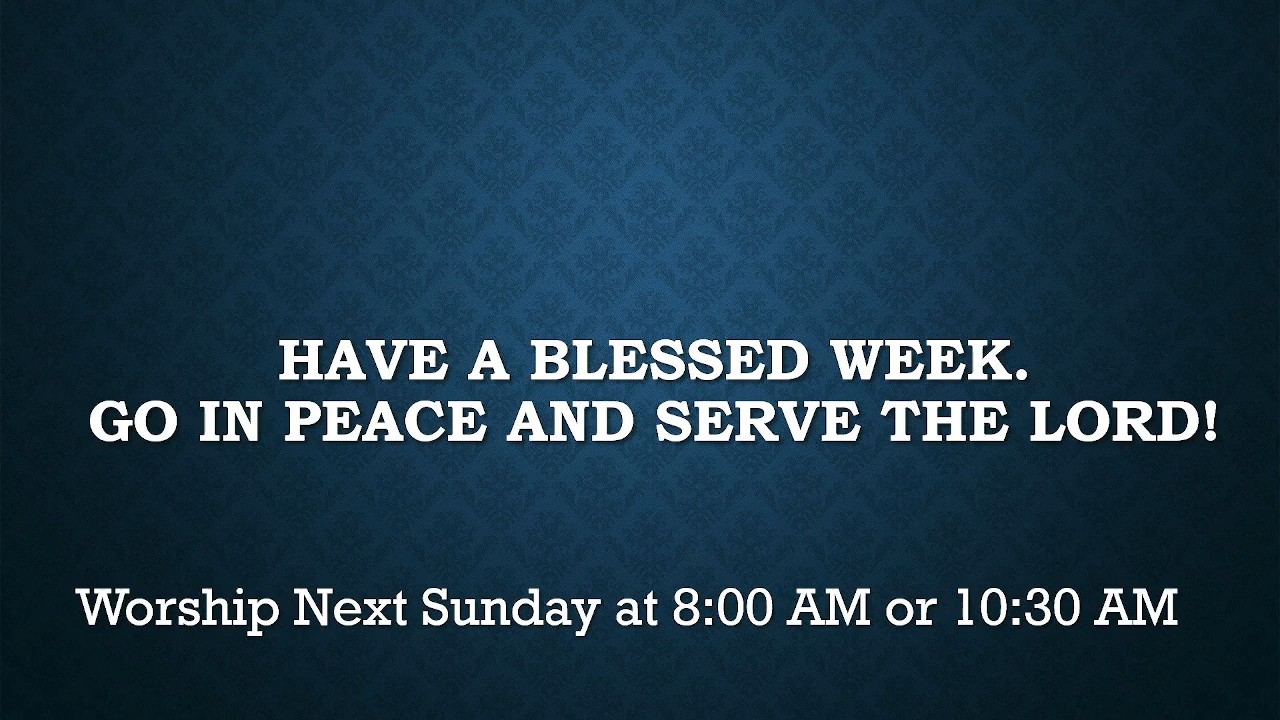 HAVE A BLESSED WEEK.
GO IN PEACE AND SERVE THE LORD!
Worship Next Sunday at 8:00 AM or 10:30 AM